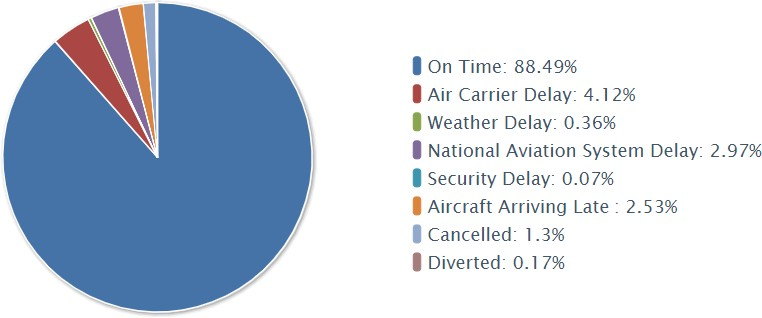 On Time: 88.49%
Air Carrier Delay: 4.12%
Weather Delay: 0.36%
National Aviation System Delay: 2.97%
Security Delay: 0.07%
Aircraft Arriving Late : 2.53%
Cancelled: 1.3%
Diverted: 0.17%